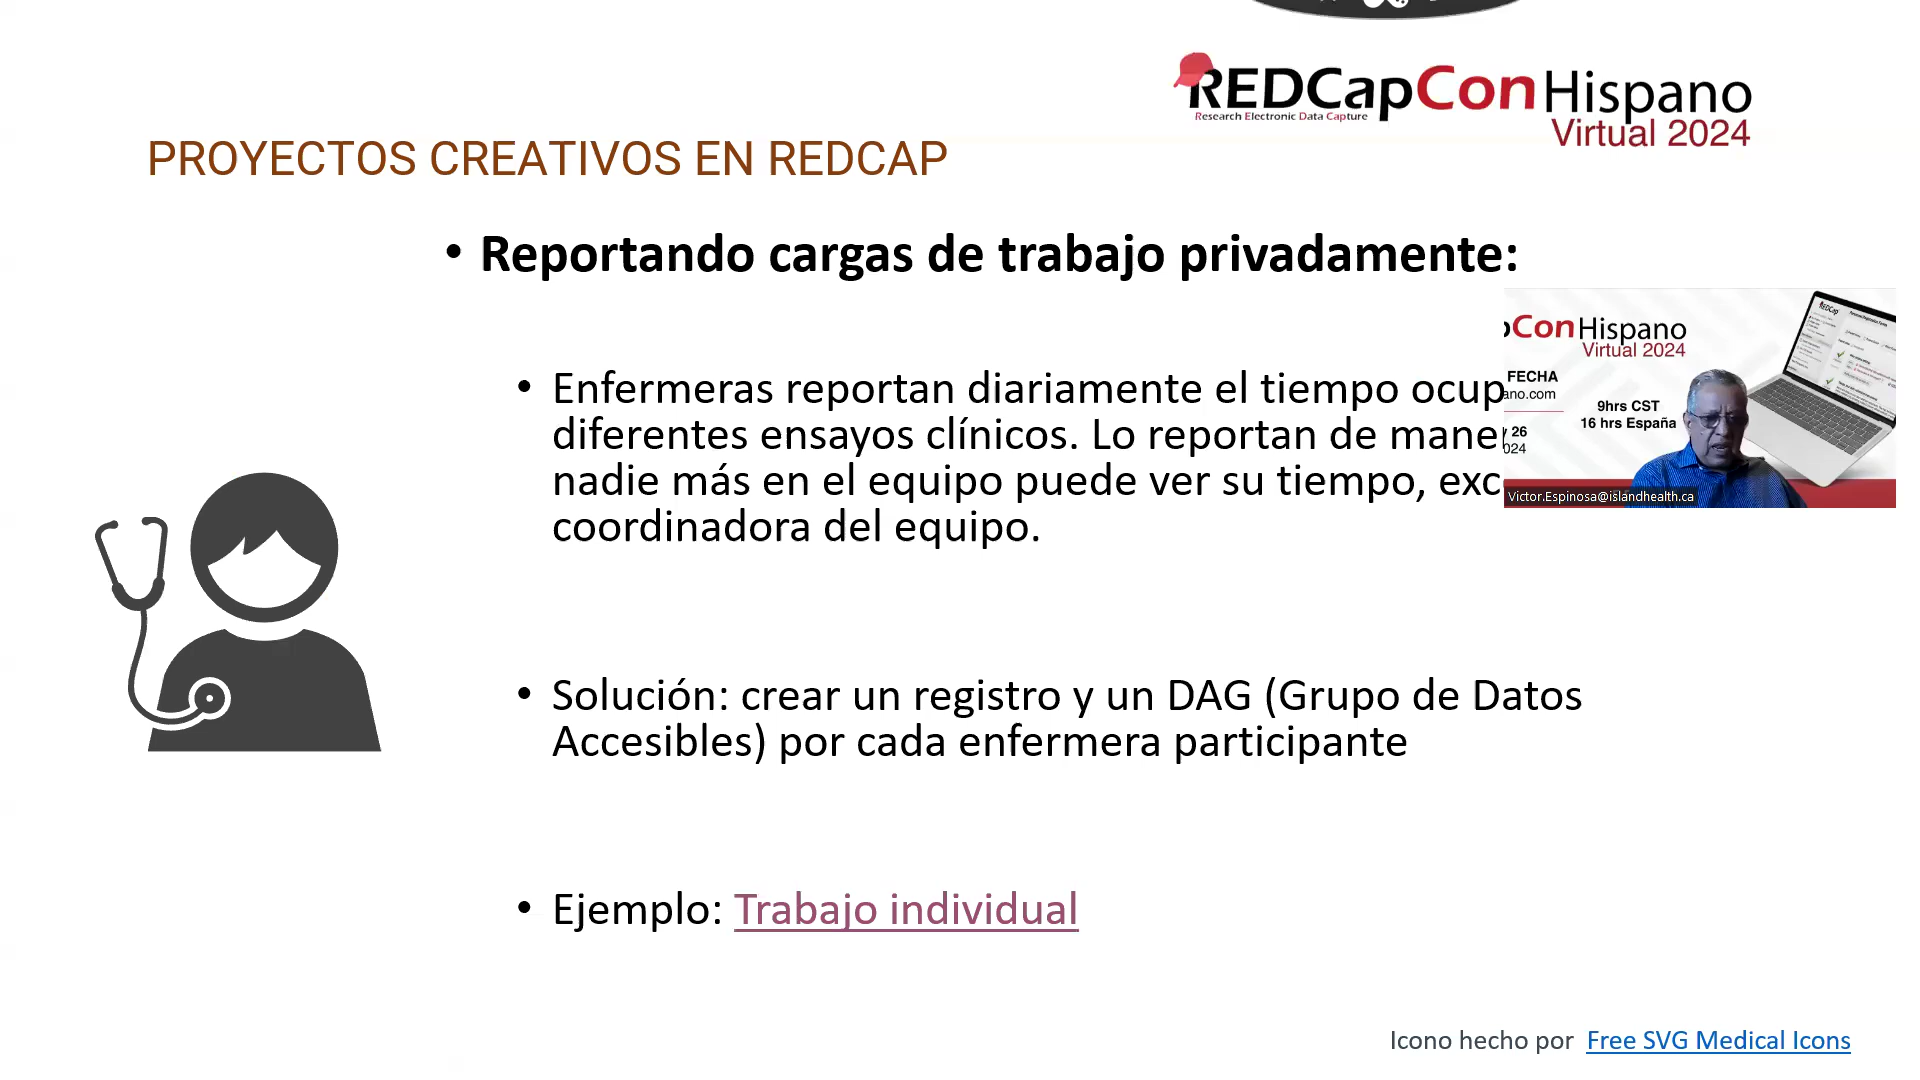 REDCapCon Hispano
Research Electronic Data Capture
Virtual 2024
PROYECTOS CREATIVOS EN REDCAP
• Reportando cargas de trabajo privadamente:
• Enfermeras reportan diariamente el tiempo ocup
diferentes ensayos clínicos. Lo reportan de mane
nadie más en el equipo puede ver su tiempo, exc
coordinadora del equipo.
Con Hispano
Virtual 2024
FECHA
ano.com
9hrs CST
16 hrs España
26
024
REDCap
Victor.Espinosa@islandhealth.ca
• Solución: crear un registro y un DAG (Grupo de Datos
Accesibles) por cada enfermera participante
• Ejemplo: Trabajo individual
Icono hecho por Free SVG Medical Icons